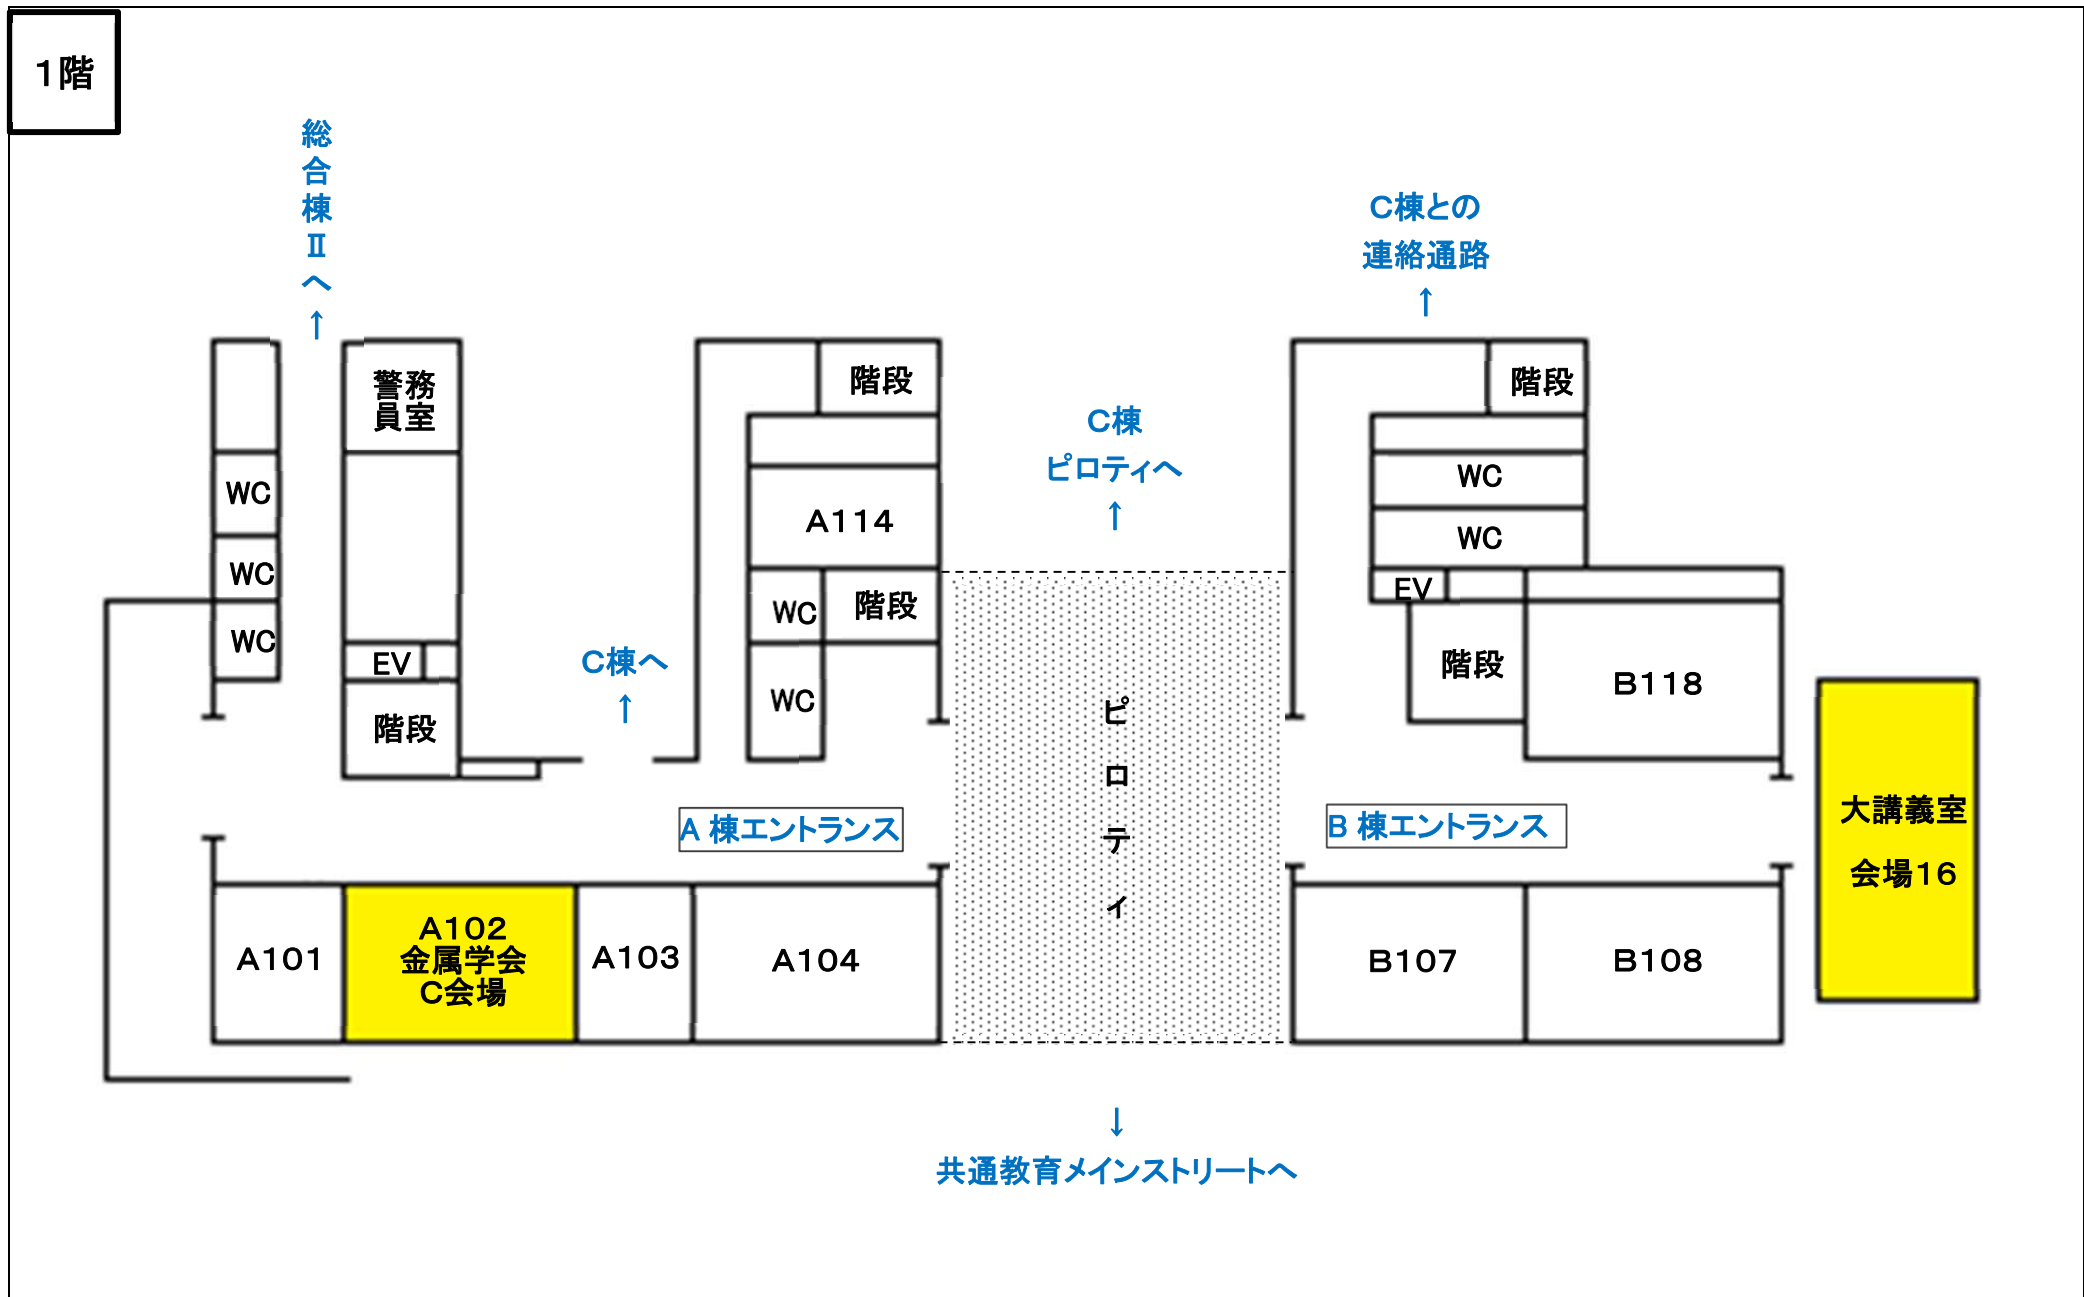 1階
総合棟Ⅱへ
↑
C棟との
連絡通路
↑
警務
員室
階段
階段
C棟
ピロティへ
↑
WC
WC
A114
WC
WC
WC
階段
EV
WC
C棟へ
↑
EV
階段
B118
WC
階段
ピロティ
A 棟エントランス
B 棟エントランス
大講義室
会場16
A101
A102
金属学会
C会場
A103
A104
B107
B108
↓
共通教育メインストリートへ